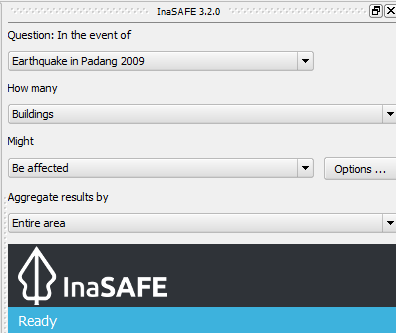 InaSAFE 3.2.0
Question: In the event of
Earthquake in Padang 2009
How many
Buildings
Might
Be affected
Options ...
Aggregate results by
Entire area
InaSAFE
Ready